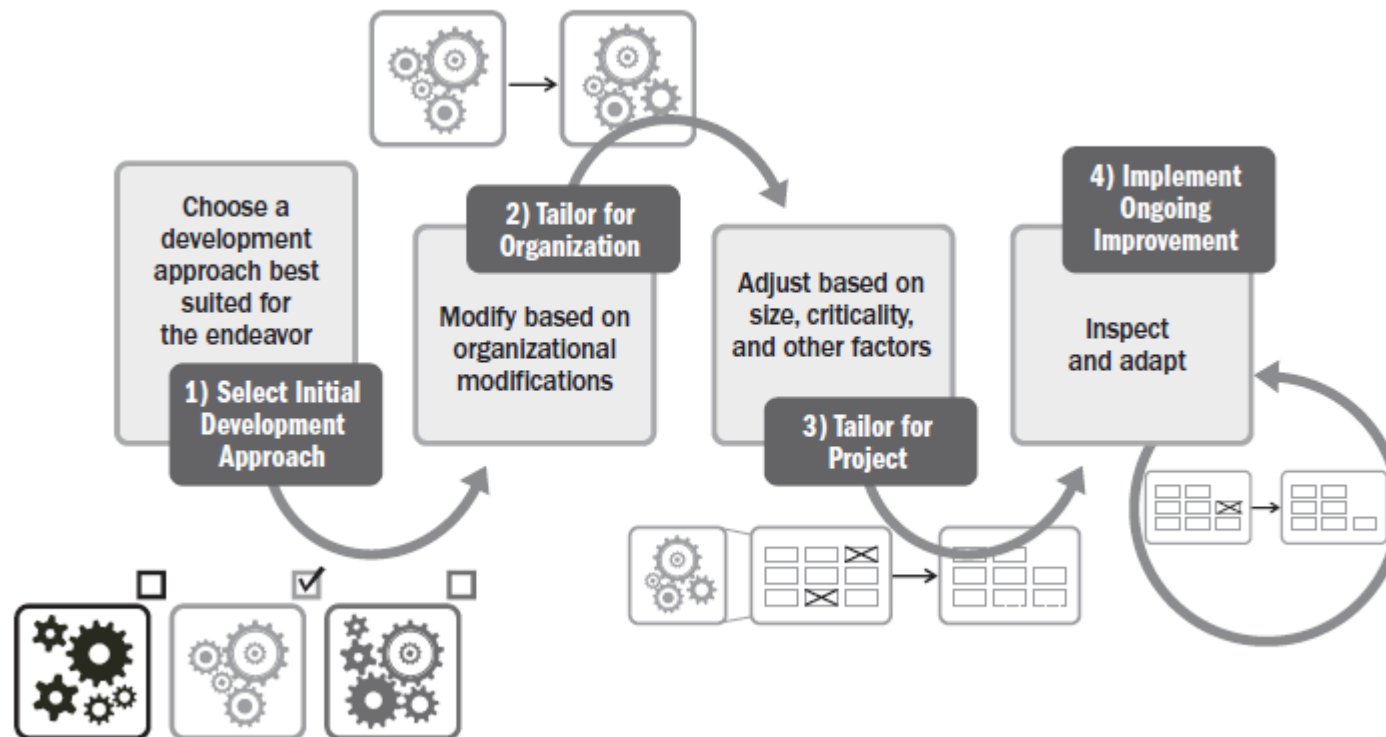 Choose a
development
approach best
suited for
the endeavor
1) Select Initial
Development
Approach
2) Tailor for
Organization
Modify based on
organizational
modifications
Adjust based on
size, criticality,
and other factors
3) Tailor for
Project
4) Implement
Ongoing
Improvement
Inspect
and adapt